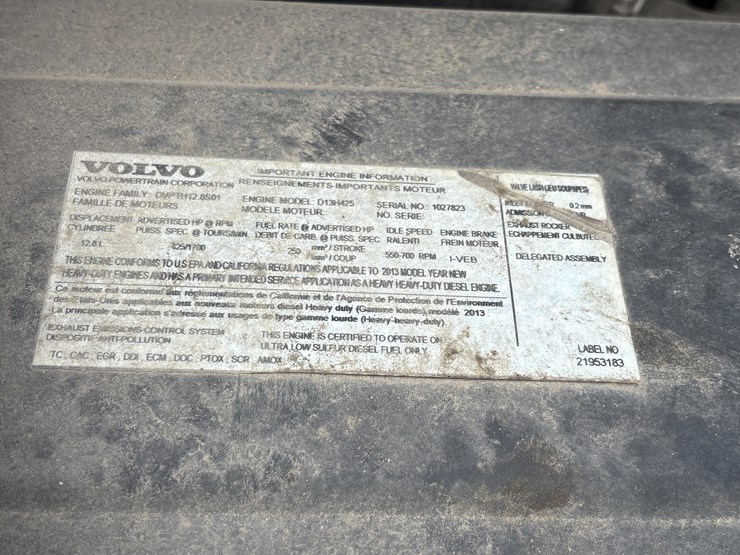 VOLVO
VOLVO POWERTRAIN CORPORATION
IMPORTANT ENGINE INFORMATION
RENSEIGNEMENTS IMPORTANTS MOTEUR
ENGINE FAMILY: DVPTH12.8S01
FAMILLE DE MOTEURS:
ENGINE MODEL: D13H425
MODELE MOTEUR:
SERIAL NO.: 1027823
NO. SERIE:
DISPLACEMENT
CYLINDREE
12.8 L
ADVERTISED HP @ RPM
PUISS. SPEC. @ TOURS/MIN.
425/1700
FUEL RATE @ ADVERTISED HP
DEBIT DE CARB. @ PUISS. SPEC.
250 mm³ / STROKE
mm³ / COUP
IDLE SPEED
RALENTI
550-700 RPM
ENGINE BRAKE
FREIN MOTEUR
I-VEB
VALVE LASH
0.2 mm
ADMISSION
EXHAUST ROCKER
ECHAPPEMENT CULBUTE
DELEGATED ASSEMBLY
THIS ENGINE CONFORMS TO U.S EPA AND CALIFORNIA REGULATIONS APPLICABLE TO 2013 MODEL YEAR NEW
HEAVY-DUTY ENGINES AND HAS A PRIMARY INTENDED SERVICE APPLICATION AS A HEAVY HEAVY-DUTY DIESEL ENGINE.
Ce moteur est conforme aux réglementations de Californie et de l'Agence de Protection de l'Environment
des Etats-Unis applicables aux nouveaux moteurs diesel Heavy duty (Gamme lourde), modèle 2013
La principale application s'adresse aux usages de type gamme lourde (Heavy-heavy-duty)
EXHAUST EMISSIONS CONTROL SYSTEM
DISPOSITIF ANTI-POLLUTION
TC, CAC, EGR, DDI, ECM, DOC, PTOX, SCR, AMOX
THIS ENGINE IS CERTIFIED TO OPERATE ON
ULTRA LOW SULFUR DIESEL FUEL ONLY
LABEL NO
21953183